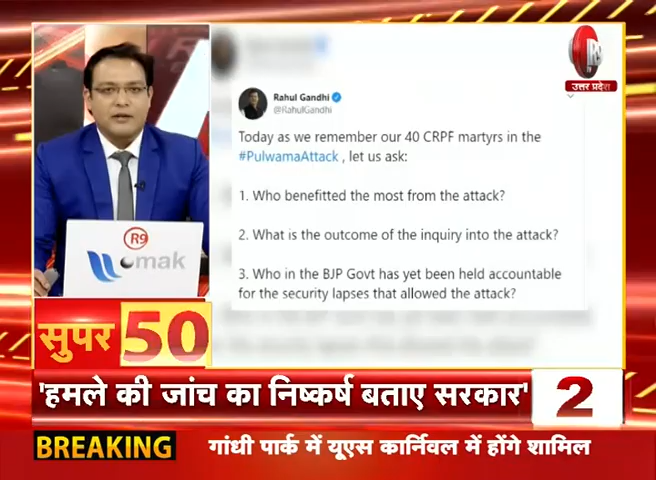 R9
उत्तर प्रदेश
Rahul Gandhi
@RahulGandhi
Today as we remember our 40 CRPF martyrs in the
#PulwamaAttack , let us ask:
1. Who benefitted the most from the attack?
2. What is the outcome of the inquiry into the attack?
3. Who in the BJP Govt has yet been held accountable
for the security lapses that allowed the attack?
R9
mak
सुपर 50
'हमले की जांच का निष्कर्ष बताए सरकार' 2
BREAKING गांधी पार्क में यूएस कार्निवल में होंगे शामिल